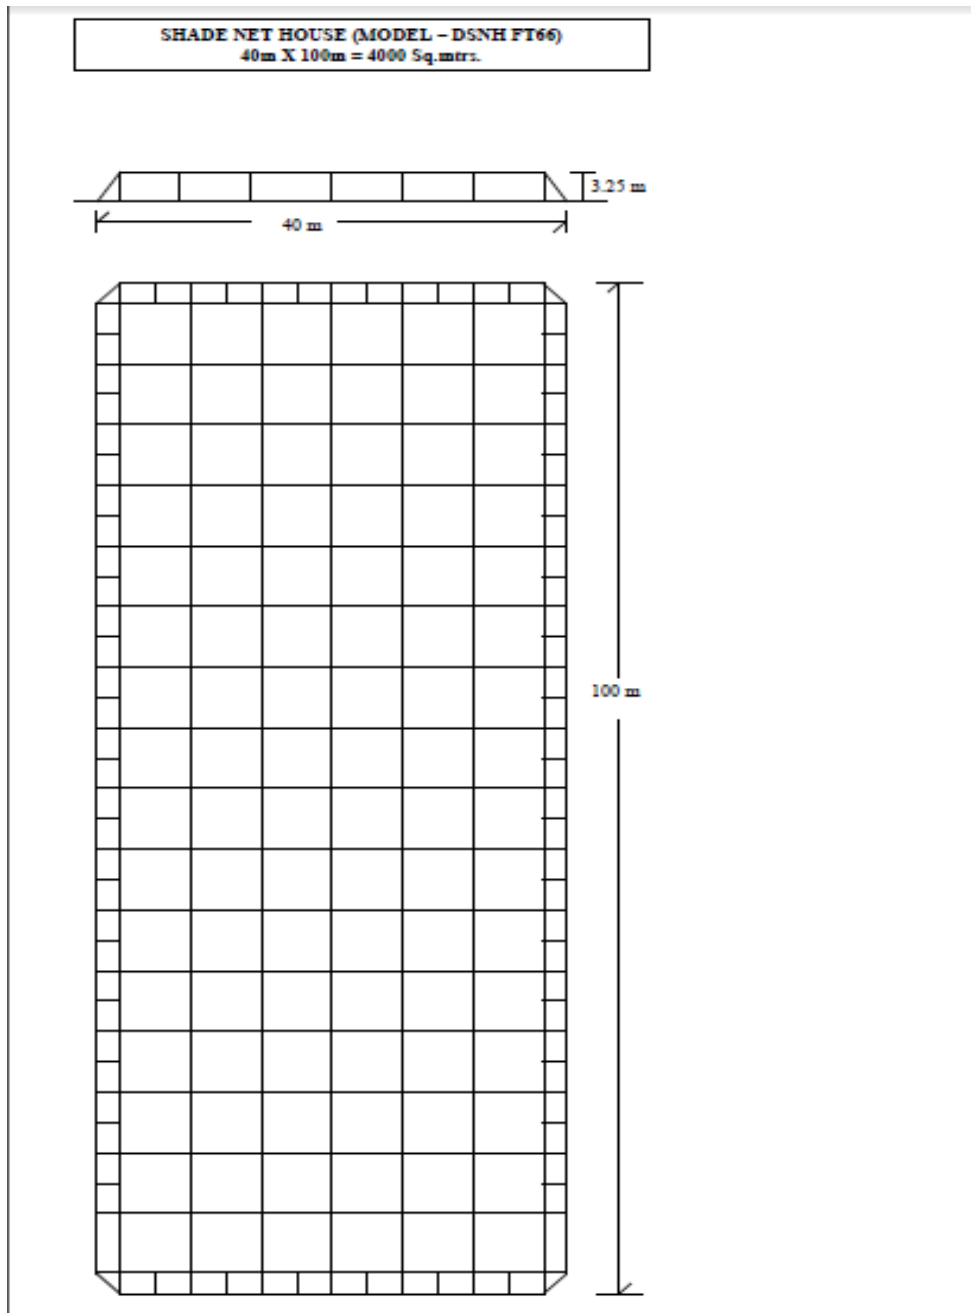 SHADE NET HOUSE (MODEL – DSNH FT66)
40m X 100m = 4000 Sq.mtrs.
3.25 m
40 m
100 m